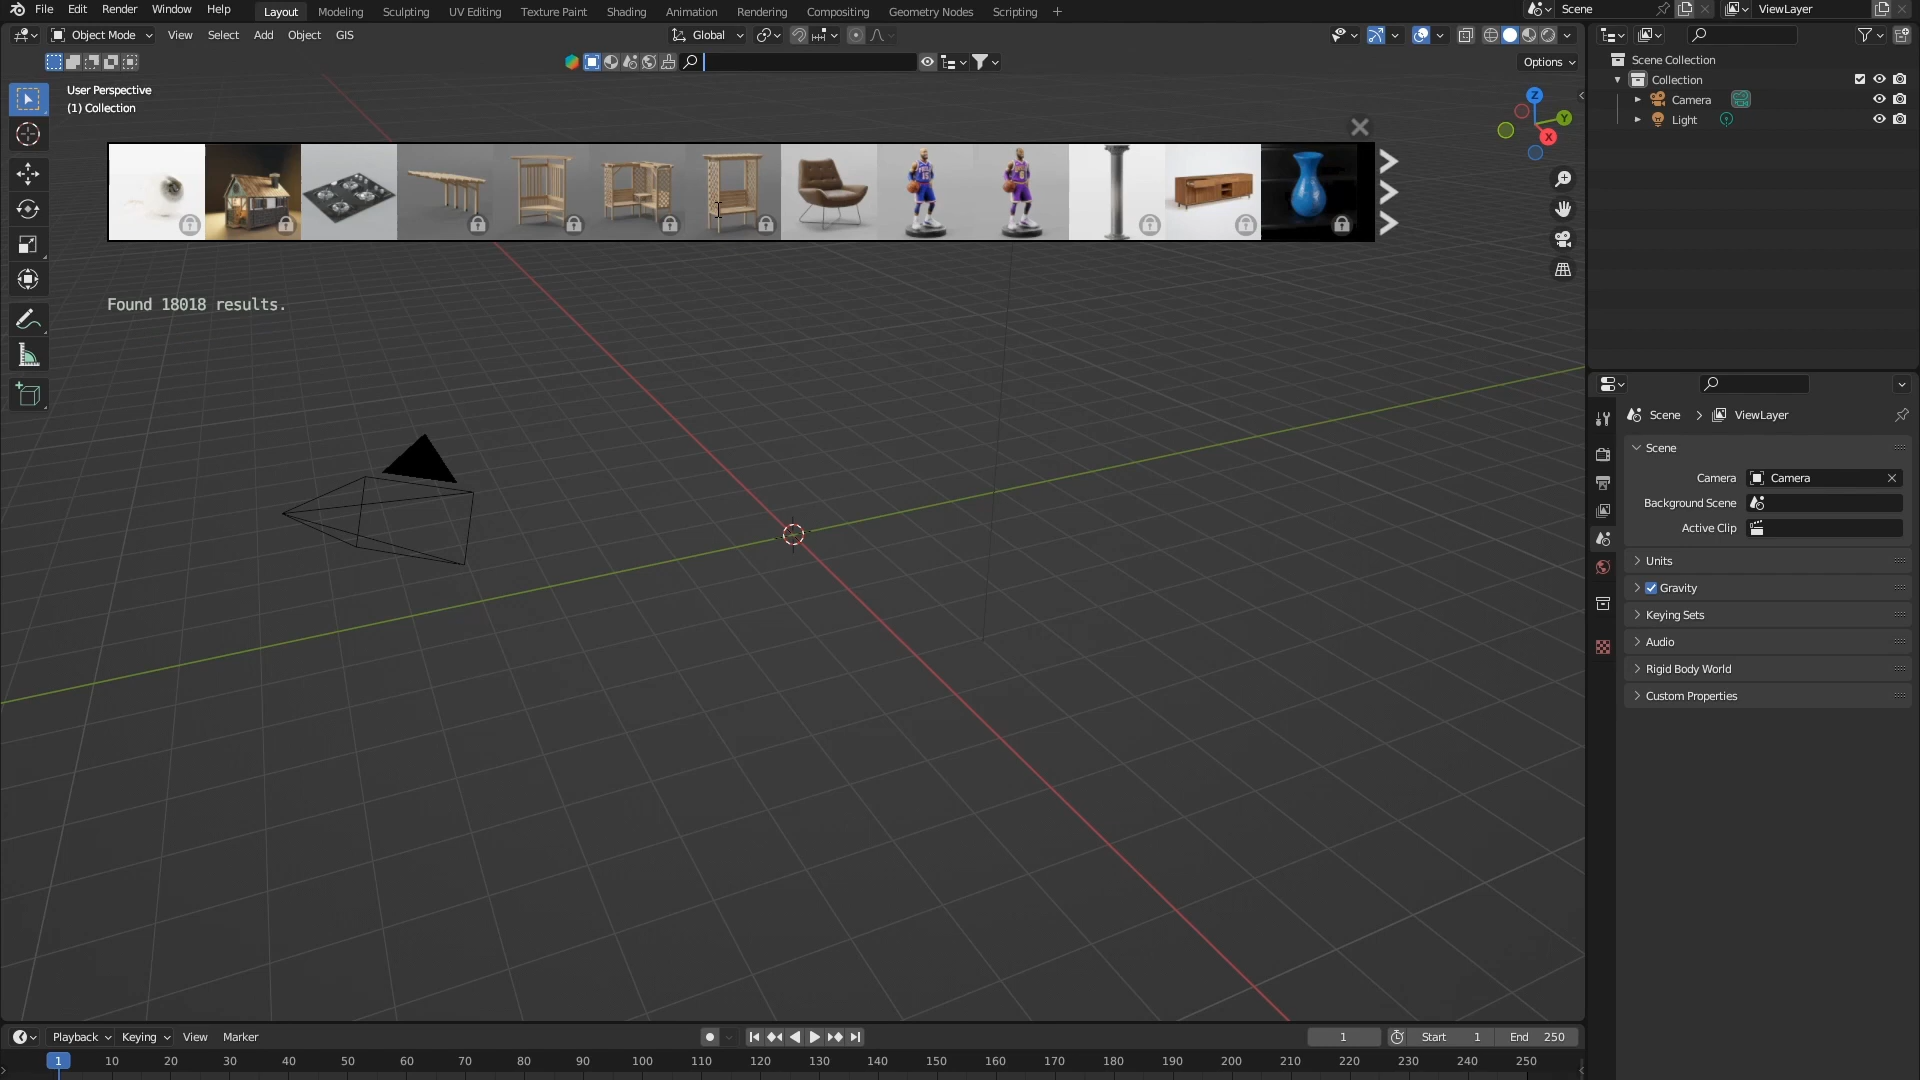 File Edit Render Window Help Layout Modeling Sculpting UV Editing Texture Paint Shading Animation Rendering Compositing Geometry Nodes Scripting + Scene ViewLayer
Object Mode View Select Add Object GIS Global
Options
User Perspective
(1) Collection
Z
Y
X
Found 18018 results.
Scene Collection
Collection
Camera
Light
Scene > ViewLayer
Scene
Camera Camera
Background Scene
Active Clip
Units
Gravity
Keying Sets
Audio
Rigid Body World
Custom Properties
Playback Keying View Marker 1 Start 1 End 250
1 10 20 30 40 50 60 70 80 90 100 110 120 130 140 150 160 170 180 190 200 210 220 230 240 250